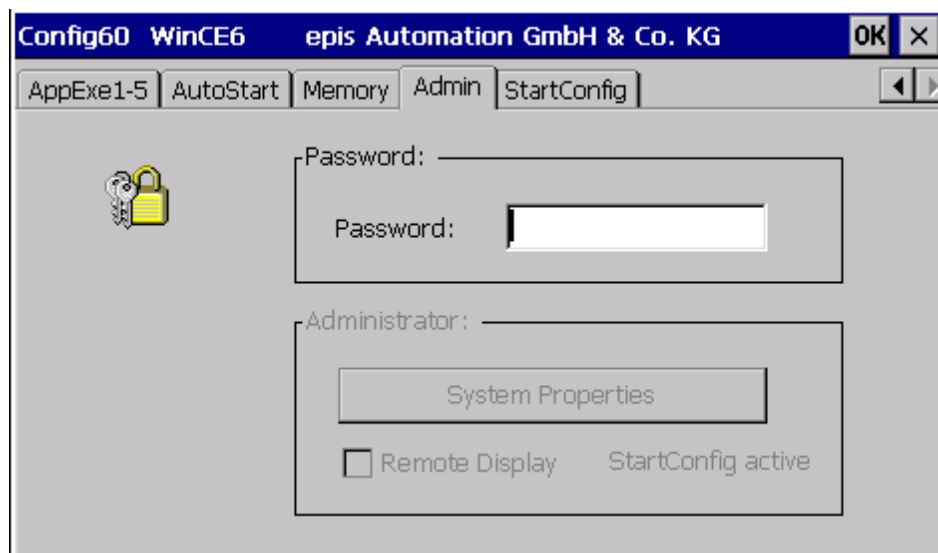 Config60 WinCE6 epis Automation GmbH & Co. KG OK ×
AppExe1-5 AutoStart Memory Admin StartConfig
Password:
Password:
Administrator:
System Properties
Remote Display StartConfig active